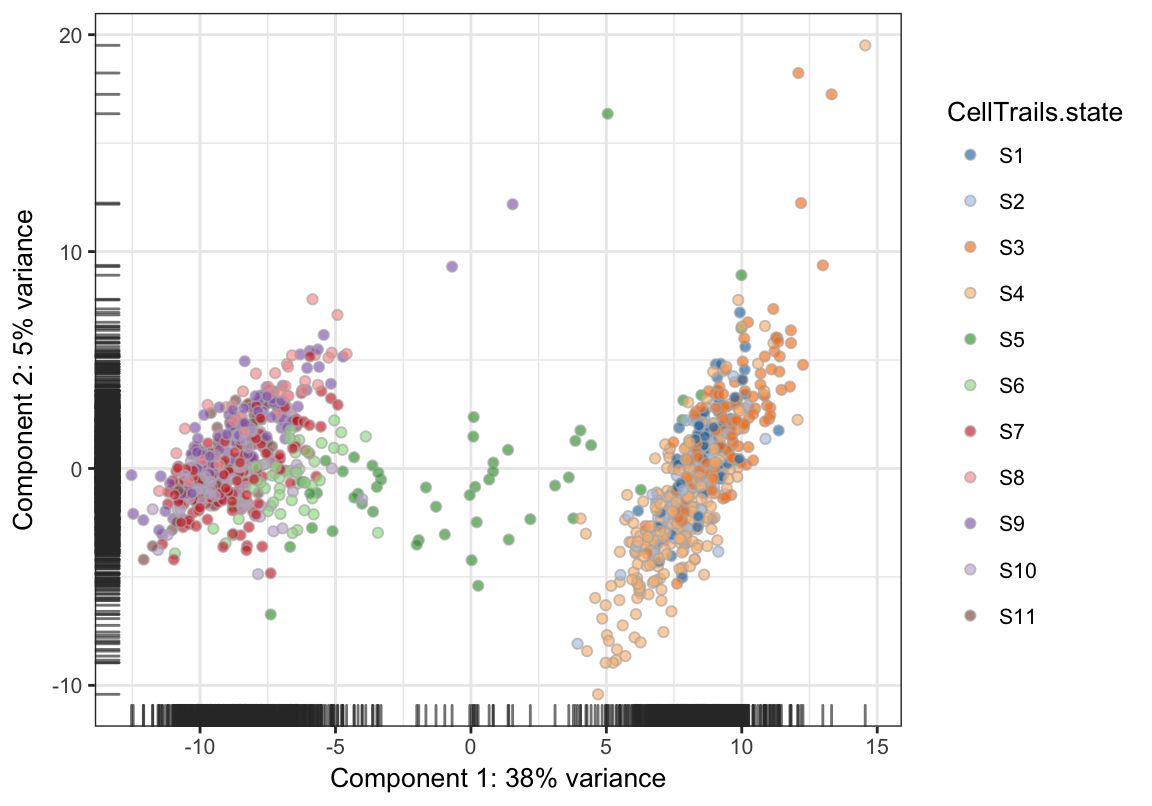 20
10
0
-10
-10
-5
0
5
10
15
Component 1: 38% variance
Component 2: 5% variance
CellTrails.state
S1
S2
S3
S4
S5
S6
S7
S8
S9
S10
S11